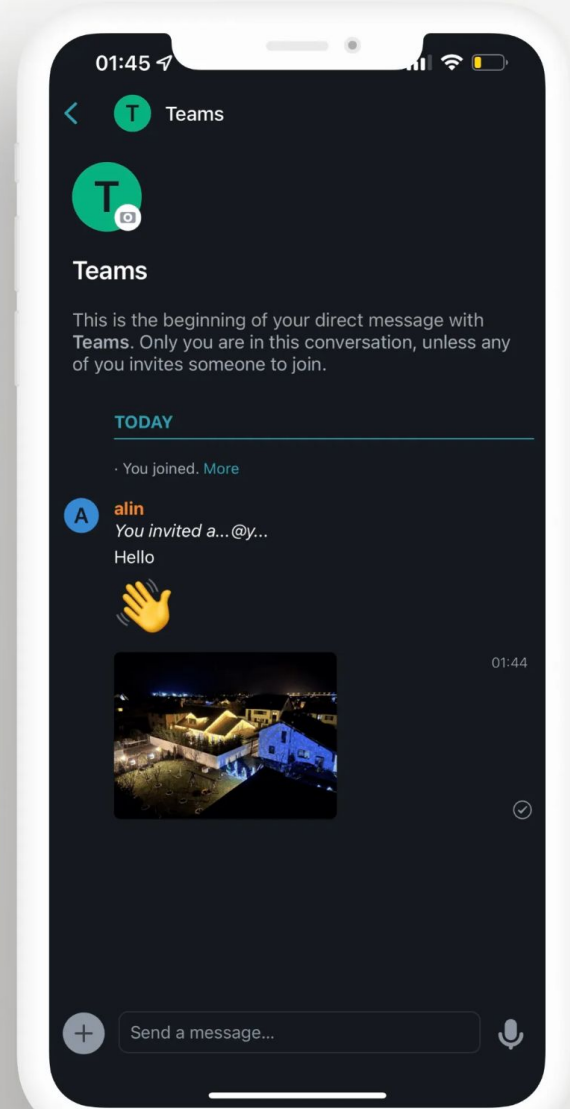 01:45
T Teams
T
Teams
This is the beginning of your direct message with
Teams. Only you are in this conversation, unless any
of you invites someone to join.
TODAY
· You joined. More
A alin
You invited a...@y...
Hello
01:44
Send a message...